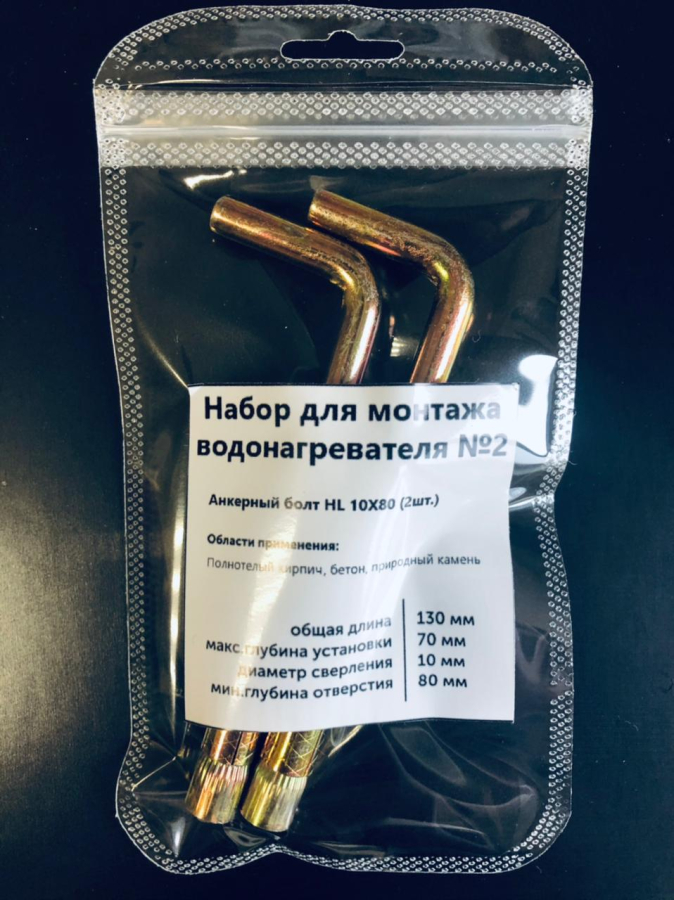 Набор для монтажа
водонагревателя №2
Анкерный болт HL 10X80 (2шт.)
Области применения:
Полнотелый кирпич, бетон, природный камень
общая длина 130 мм
макс.глубина установки 70 мм
диаметр сверления 10 мм
мин.глубина отверстия 80 мм